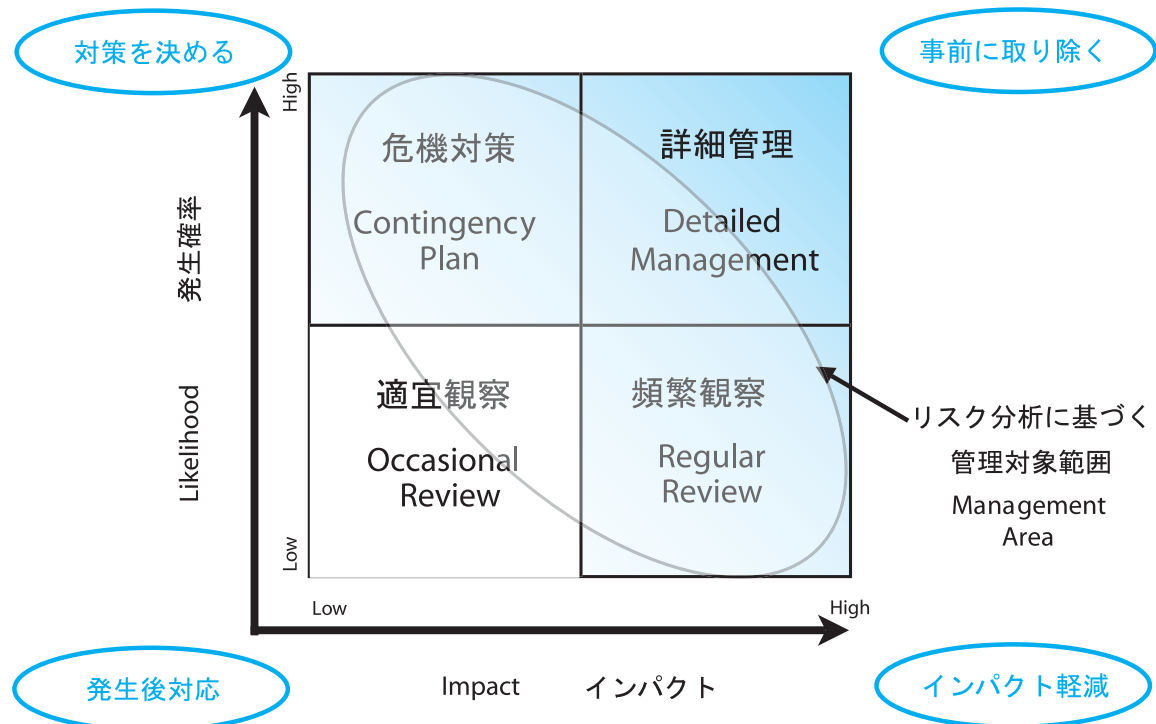 対策を決める
事前に取り除く
High
危機対策
詳細管理
Contingency
Plan
Detailed
Management
発生確率
Likelihood
適宜観察
頻繁観察
Occasional
Review
Regular
Review
リスク分析に基づく
管理対象範囲
Management
Area
Low
Low
High
発生後対応
Impact
インパクト
インパクト軽減